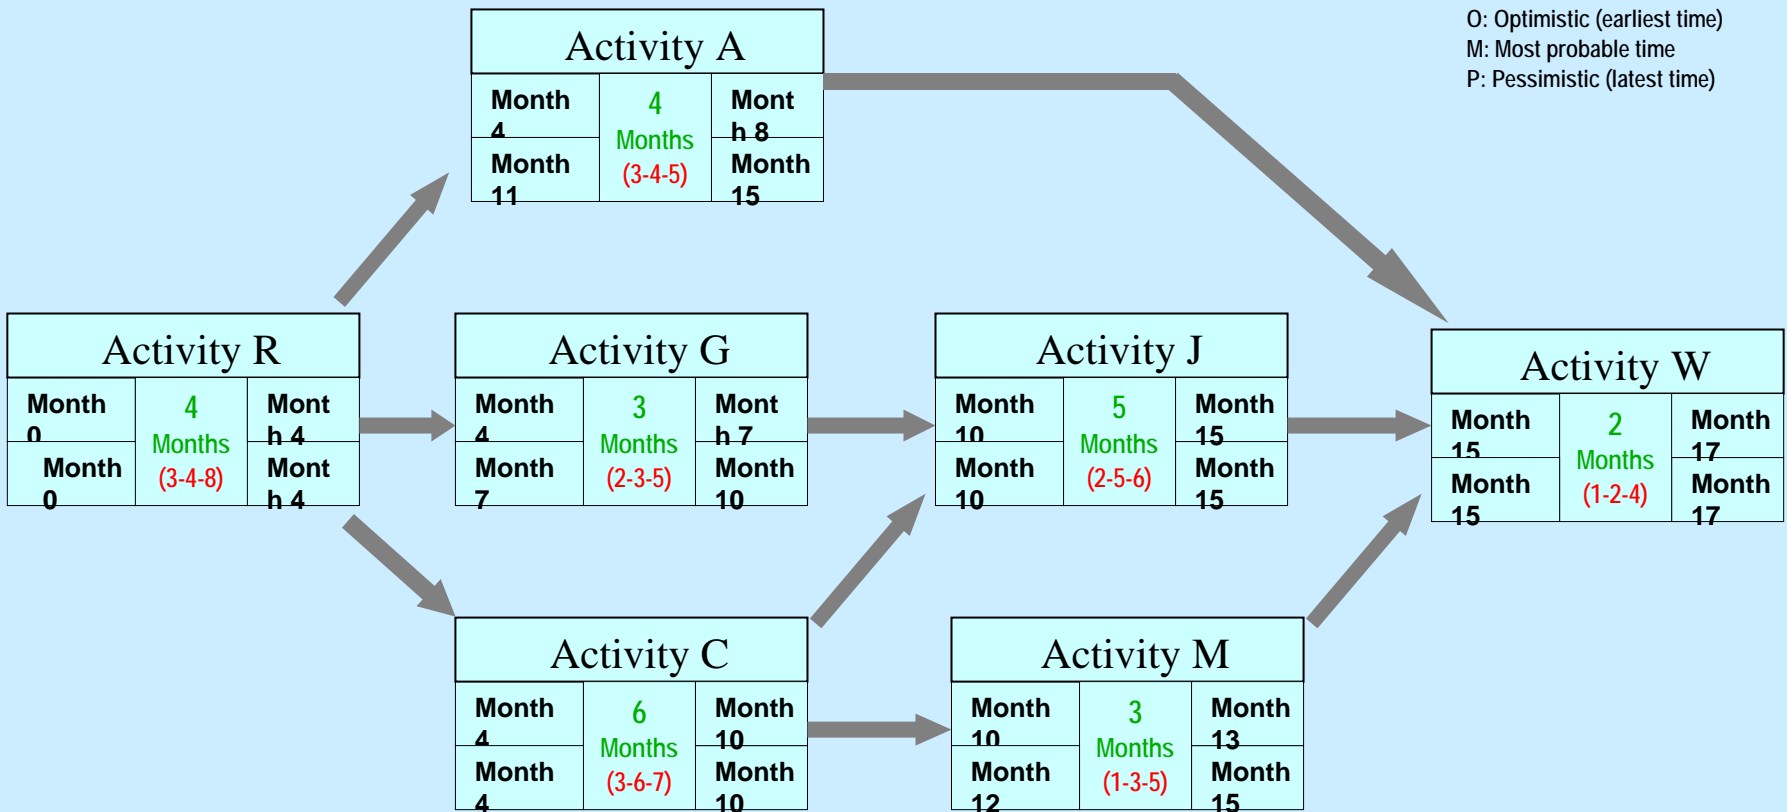 O: Optimistic (earliest time)
M: Most probable time
P: Pessimistic (latest time)
Activity A
Month
4
4
Months
(3-4-5)
Mont
h 8
Month
11
Month
15
Activity R
Month
0
4
Months
(3-4-8)
Mont
h 4
Month
0
Mont
h 4
Activity G
Month
4
3
Months
(2-3-5)
Mont
h 7
Month
7
Month
10
Activity J
Month
10
5
Months
(2-5-6)
Month
15
Month
10
Month
15
Activity W
Month
15
2
Months
(1-2-4)
Month
17
Month
15
Month
17
Activity C
Month
4
6
Months
(3-6-7)
Month
10
Month
4
Month
10
Activity M
Month
10
3
Months
(1-3-5)
Month
13
Month
12
Month
15